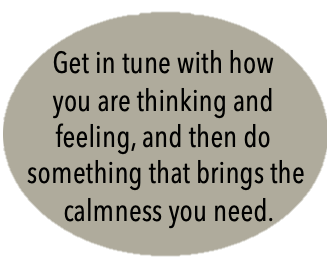 Get in tune with how
you are thinking and
feeling, and then do
something that brings the
calmness you need.